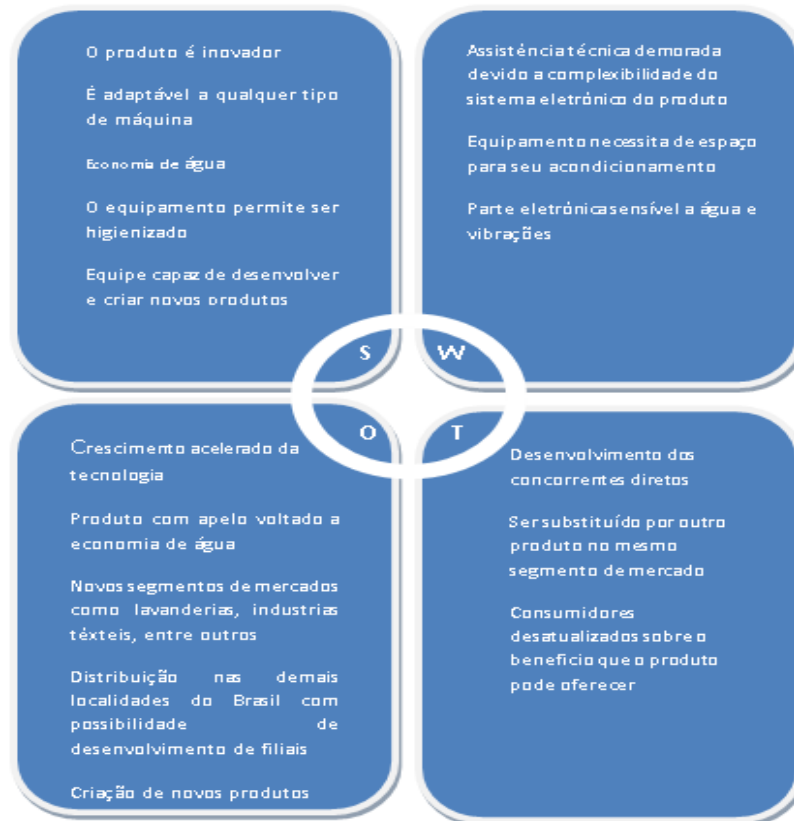 O produto é inovador
É adaptável a qualquer tipo
de máquina
Economia de água
O equipamento permite ser
higienizado
Equipe capaz de desenvolver
e criar novos produtos
S
Assistência técnica demorada
devido a complexibilidade do
sistema eletrônico do produto
Equipamento necessita de espaço
para seu acondicionamento
Parte eletrônica sensível a água e
vibrações
W
Crescimento acelerado da
tecnologia
Produto com apelo voltado a
economia de água
Novos segmentos de mercados
como lavanderias, industrias
têxteis, entre outros
Distribuição nas demais
localidades do Brasil com
possibilidade de
desenvolvimento de filiais
Criação de novos produtos
O
T
Desenvolvimento dos
concorrentes diretos
Ser substituído por outro
produto no mesmo
segmento de mercado
Consumidores
desatualizados sobre o
beneficio que o produto
pode oferecer